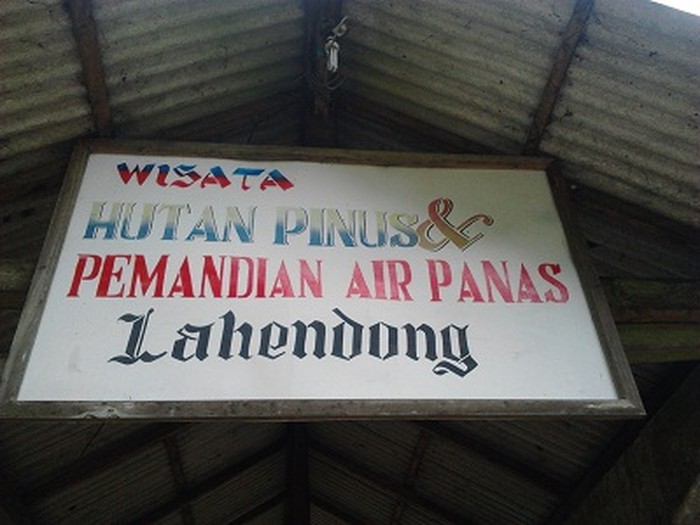 WISATA
HUTAN PINUS &
PEMANDIAN AIR PANAS
Lahendong